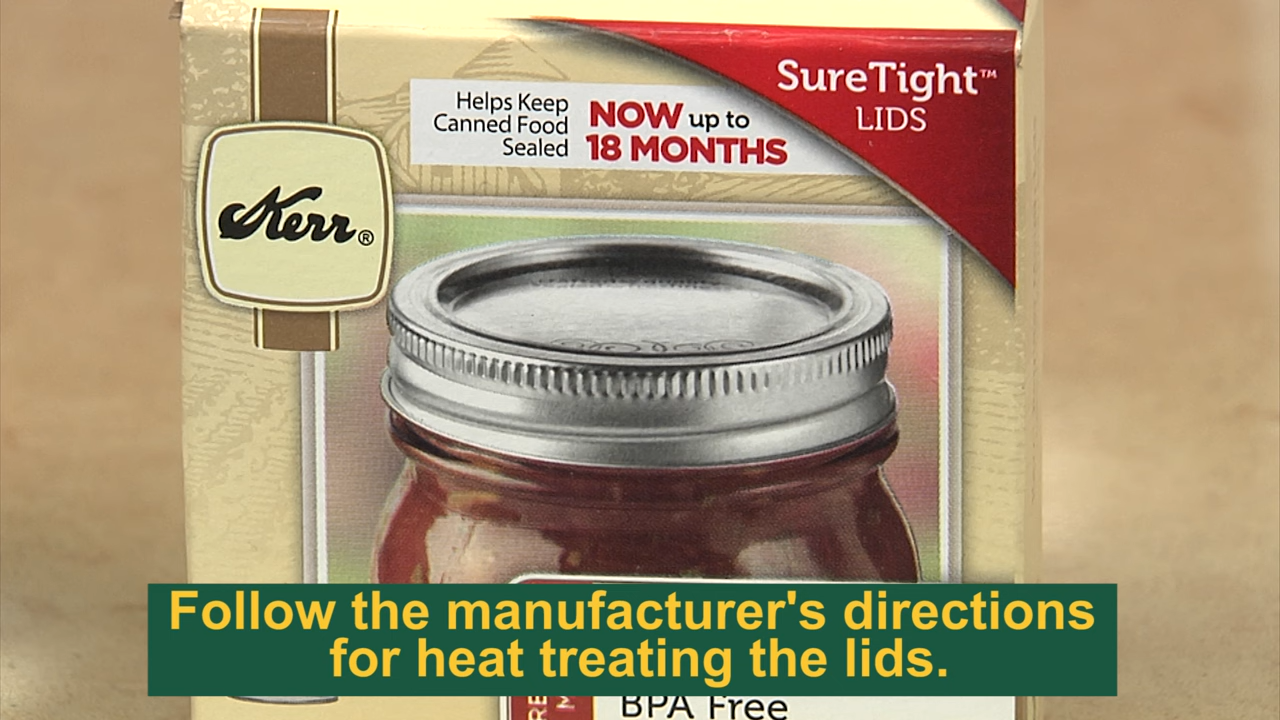 SureTight™
LIDS
Helps Keep
Canned Food
Sealed
NOW up to
18 MONTHS
Kerr®
Follow the manufacturer's directions
for heat treating the lids.
BPA Free